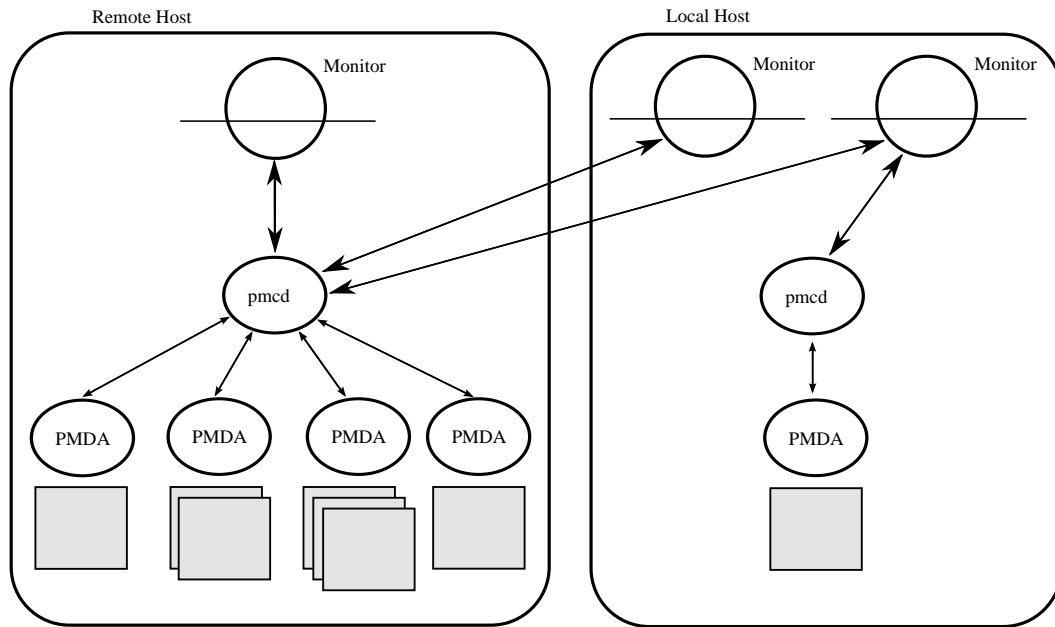 Remote Host
Local Host
Monitor
Monitor
Monitor
pmcd
pmcd
PMDA
PMDA
PMDA
PMDA
PMDA